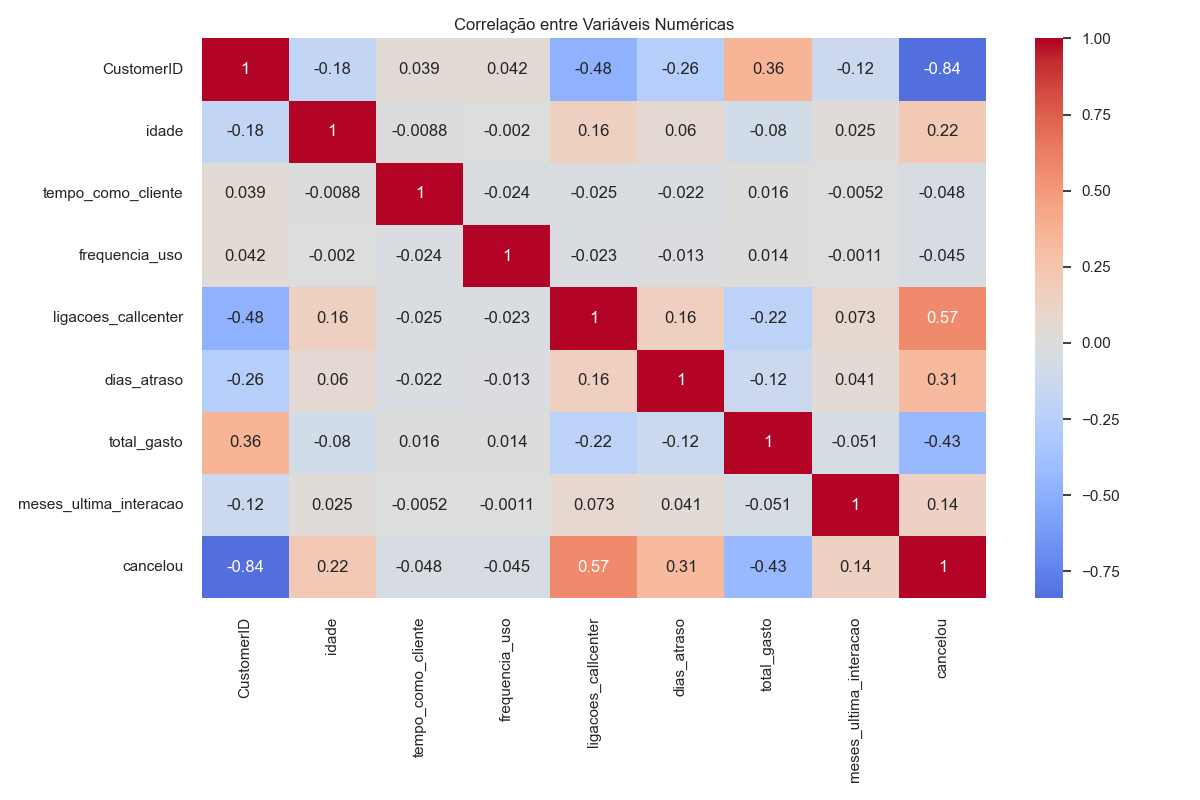 Correlação entre Variáveis Numéricas
CustomerID 1 -0.18 0.039 0.042 -0.48 -0.26 0.36 -0.12 -0.84
idade -0.18 1 -0.0088 -0.002 0.16 0.06 -0.08 0.025 0.22
tempo_como_cliente 0.039 -0.0088 1 -0.024 -0.025 -0.022 0.016 -0.0052 -0.048
frequencia_uso 0.042 -0.002 -0.024 1 -0.023 -0.013 0.014 -0.0011 -0.045
ligacoes_callcenter -0.48 0.16 -0.025 -0.023 1 0.16 -0.22 0.073 0.57
dias_atraso -0.26 0.06 -0.022 -0.013 0.16 1 -0.12 0.041 0.31
total_gasto 0.36 -0.08 0.016 0.014 -0.22 -0.12 1 -0.051 -0.43
meses_ultima_interacao -0.12 0.025 -0.0052 -0.0011 0.073 0.041 -0.051 1 0.14
cancelou -0.84 0.22 -0.048 -0.045 0.57 0.31 -0.43 0.14 1
CustomerID
idade
tempo_como_cliente
frequencia_uso
ligacoes_callcenter
dias_atraso
total_gasto
meses_ultima_interacao
cancelou
1.00
0.75
0.50
0.25
0.00
-0.25
-0.50
-0.75